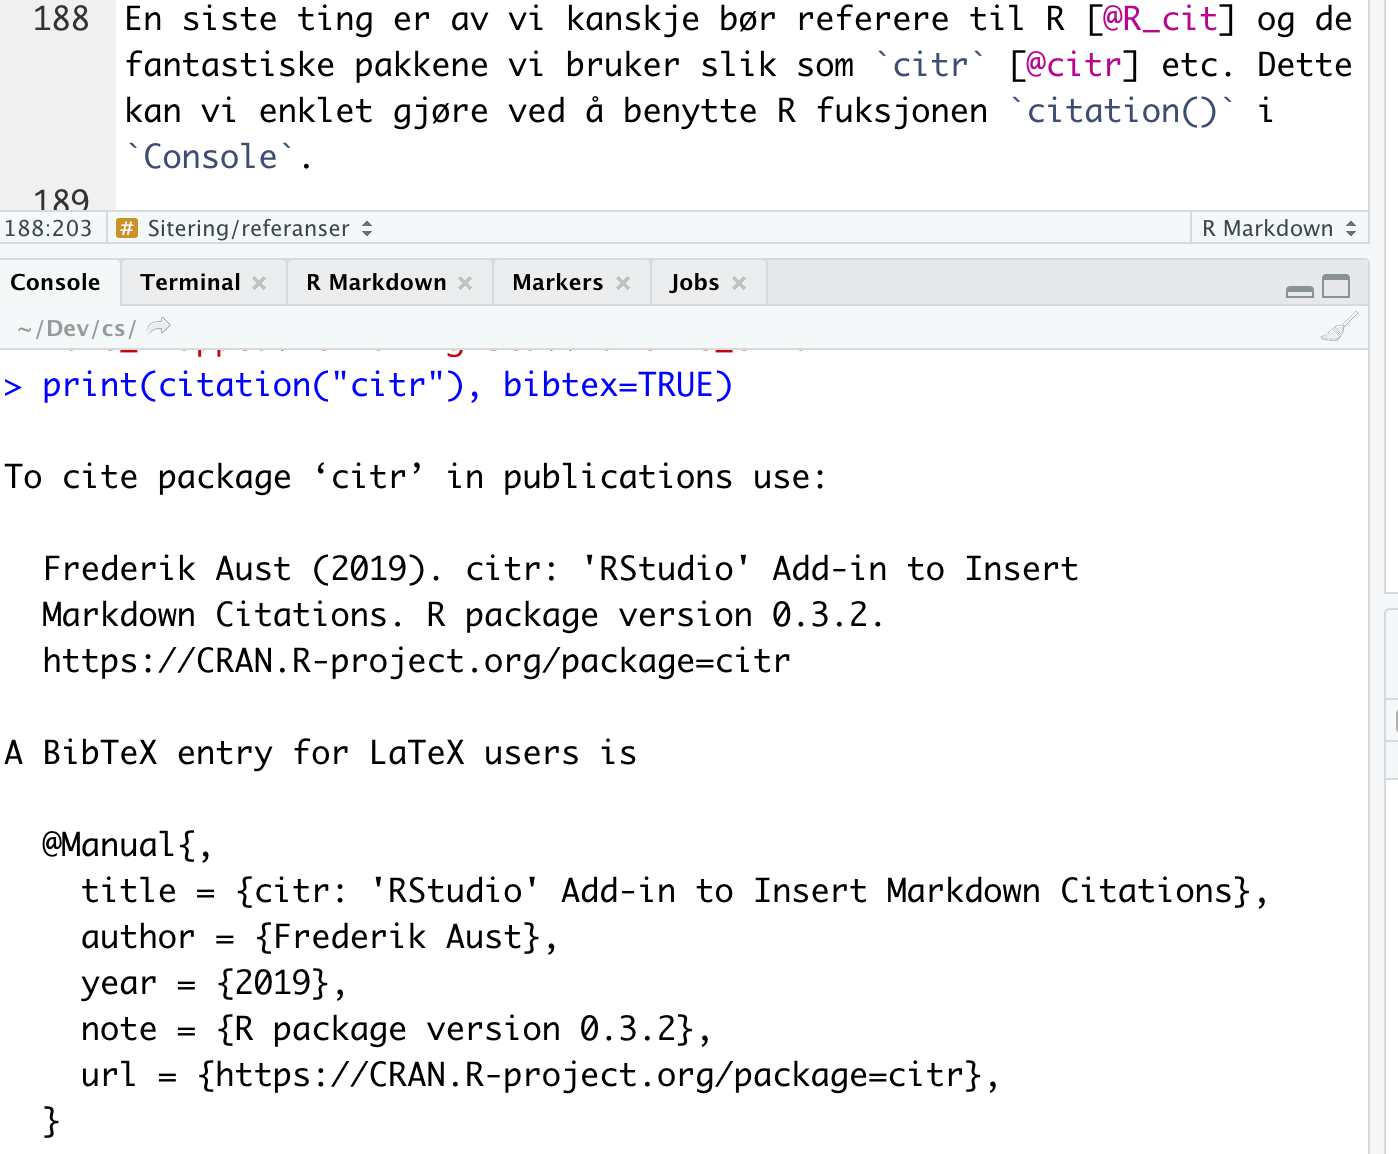 188 En siste ting er av vi kanskje bør referere til R [@R_cit] og de
fantastiske pakkene vi bruker slik som `citr` [@citr] etc. Dette
kan vi enklet gjøre ved å benytte R fuksjonen `citation()` i
`Console`.
189
188:203 # Sitering/referanser R Markdown
Console Terminal R Markdown Markers Jobs
~/Dev/cs/
> print(citation("citr"), bibtex=TRUE)
To cite package ‘citr’ in publications use:
Frederik Aust (2019). citr: 'RStudio' Add-in to Insert
Markdown Citations. R package version 0.3.2.
https://CRAN.R-project.org/package=citr
A BibTeX entry for LaTeX users is
@Manual{,
title = {citr: 'RStudio' Add-in to Insert Markdown Citations},
author = {Frederik Aust},
year = {2019},
note = {R package version 0.3.2},
url = {https://CRAN.R-project.org/package=citr},
}